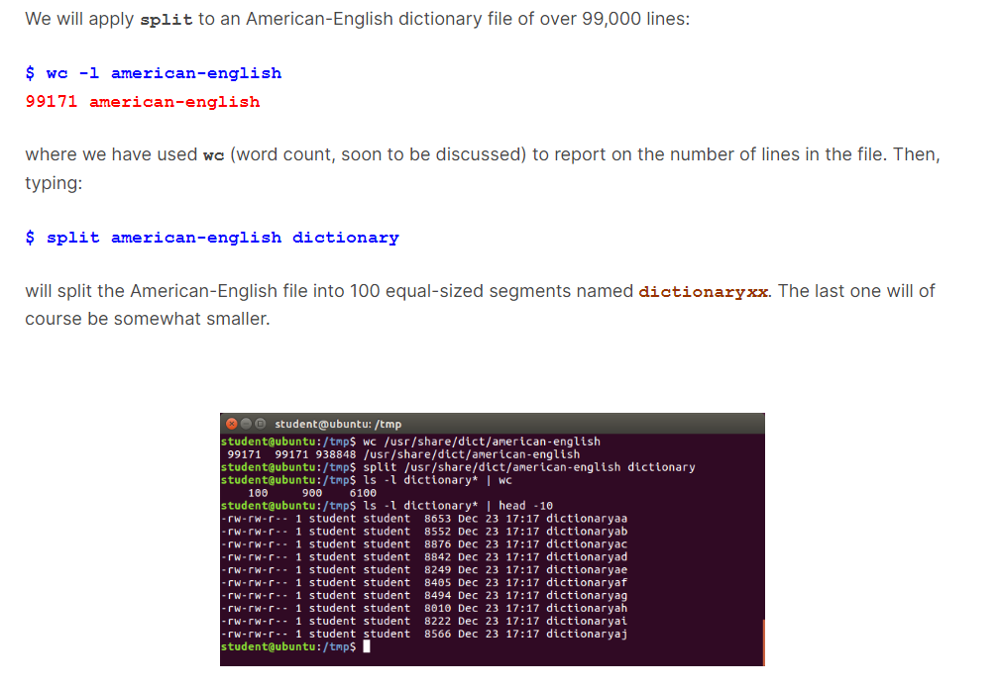 We will apply split to an American-English dictionary file of over 99,000 lines:
$ wc -l american-english
99171 american-english
where we have used wc (word count, soon to be discussed) to report on the number of lines in the file. Then,
typing:
$ split american-english dictionary
will split the American-English file into 100 equal-sized segments named dictionaryxx. The last one will of
course be somewhat smaller.
student@ubuntu: /tmp
student@ubuntu:/tmp$ wc /usr/share/dict/american-english
99171 99171 938848 /usr/share/dict/american-english
student@ubuntu:/tmp$ split /usr/share/dict/american-english dictionary
student@ubuntu:/tmp$ ls -l dictionary* | wc
100 900 6100
student@ubuntu:/tmp$ ls -l dictionary* | head -10
-rw-rw-r-- 1 student student 8653 Dec 23 17:17 dictionaryaa
-rw-rw-r-- 1 student student 8552 Dec 23 17:17 dictionaryab
-rw-rw-r-- 1 student student 8876 Dec 23 17:17 dictionaryac
-rw-rw-r-- 1 student student 8842 Dec 23 17:17 dictionaryad
-rw-rw-r-- 1 student student 8249 Dec 23 17:17 dictionaryae
-rw-rw-r-- 1 student student 8405 Dec 23 17:17 dictionaryaf
-rw-rw-r-- 1 student student 8494 Dec 23 17:17 dictionaryag
-rw-rw-r-- 1 student student 8010 Dec 23 17:17 dictionaryah
-rw-rw-r-- 1 student student 8222 Dec 23 17:17 dictionaryai
-rw-rw-r-- 1 student student 8566 Dec 23 17:17 dictionaryaj
student@ubuntu:/tmp$